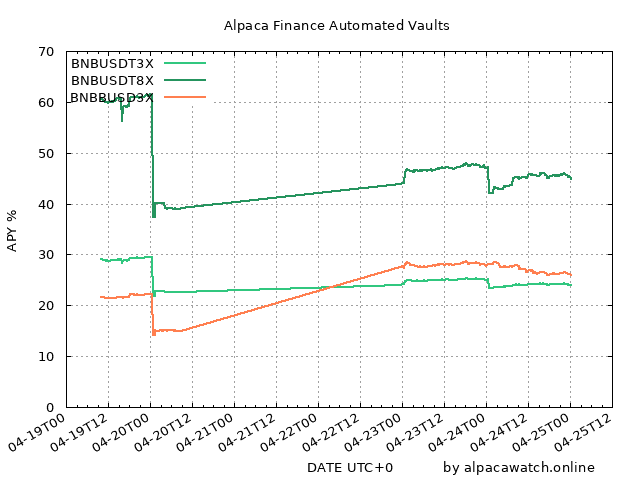 Alpaca Finance Automated Vaults
70
60
50
40
30
20
10
0
APY %
BNBUSDT3X
BNBUSDT8X
BNBBUSD3X
04-19T00
04-19T12
04-20T00
04-20T12
04-21T00
04-21T12
04-22T00
04-22T12
04-23T00
04-23T12
04-24T00
04-24T12
04-25T00
04-25T12
DATE UTC+0
by alpacawatch.online